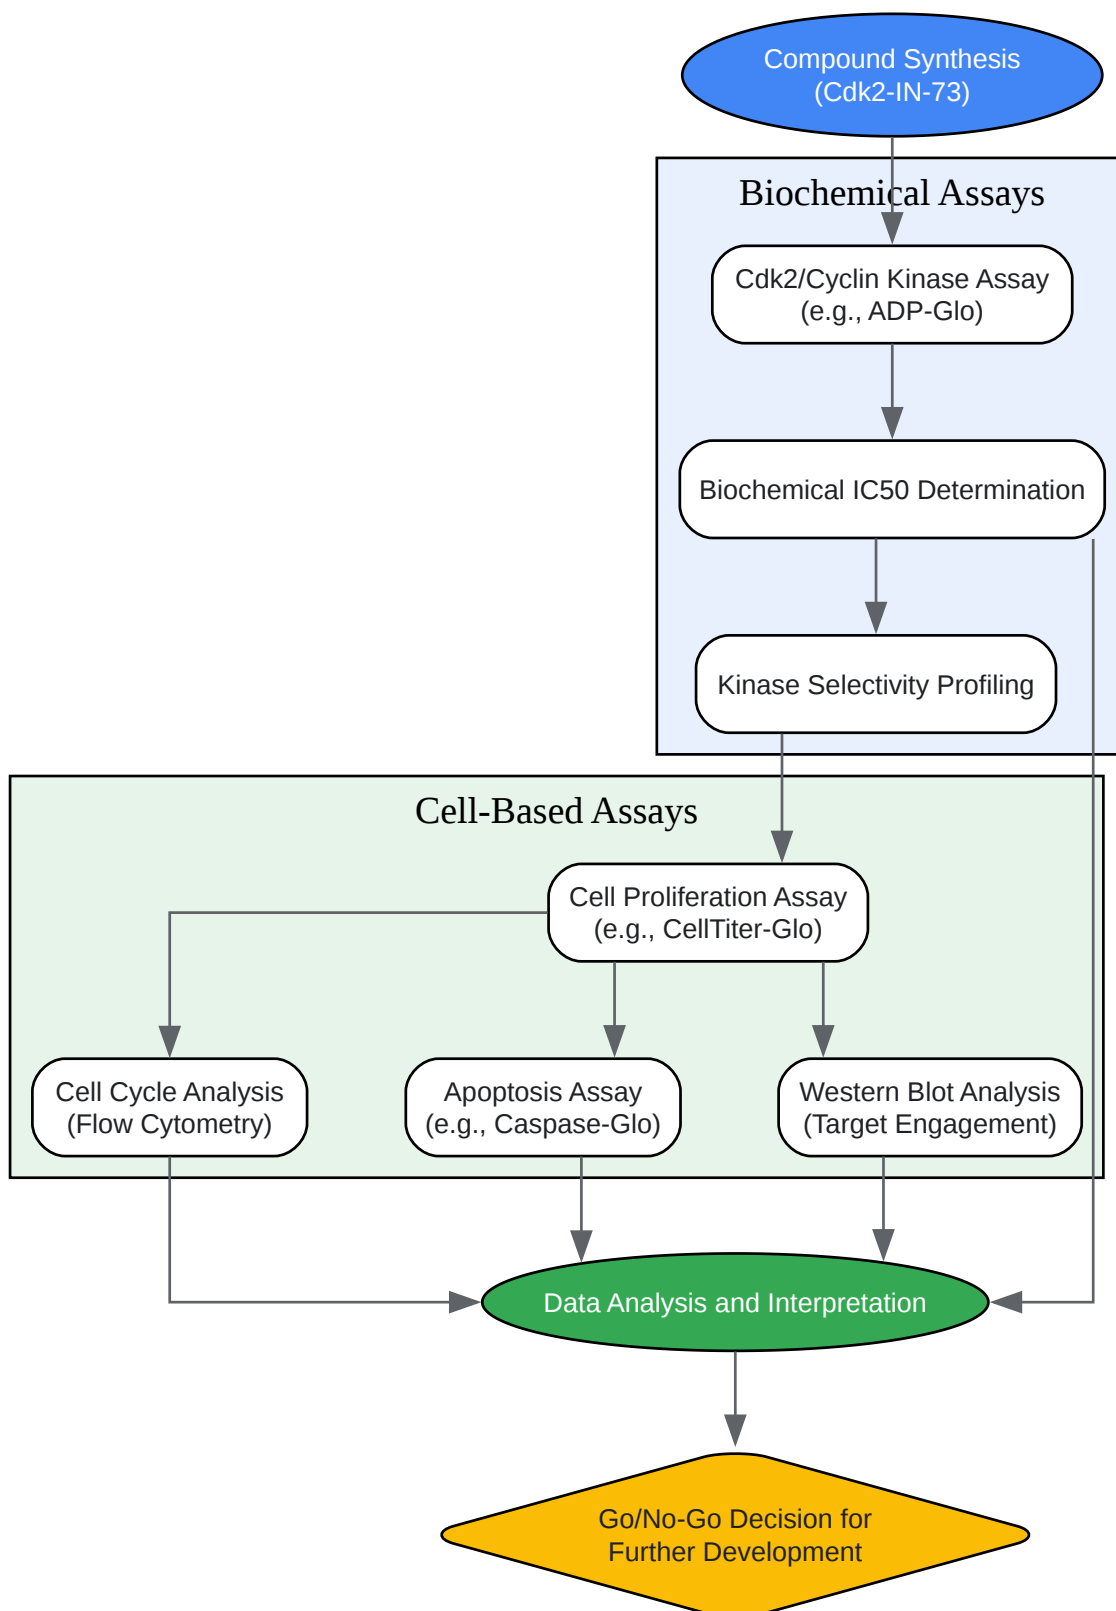 Compound Synthesis
(Cdk2-IN-73)
Biochemical Assays
Cdk2/Cyclin Kinase Assay
(e.g., ADP-Glo)
Biochemical IC50 Determination
Kinase Selectivity Profiling
Cell-Based Assays
Cell Proliferation Assay
(e.g., CellTiter-Glo)
Cell Cycle Analysis
(Flow Cytometry)
Apoptosis Assay
(e.g., Caspase-Glo)
Western Blot Analysis
(Target Engagement)
Data Analysis and Interpretation
Go/No-Go Decision for
Further Development